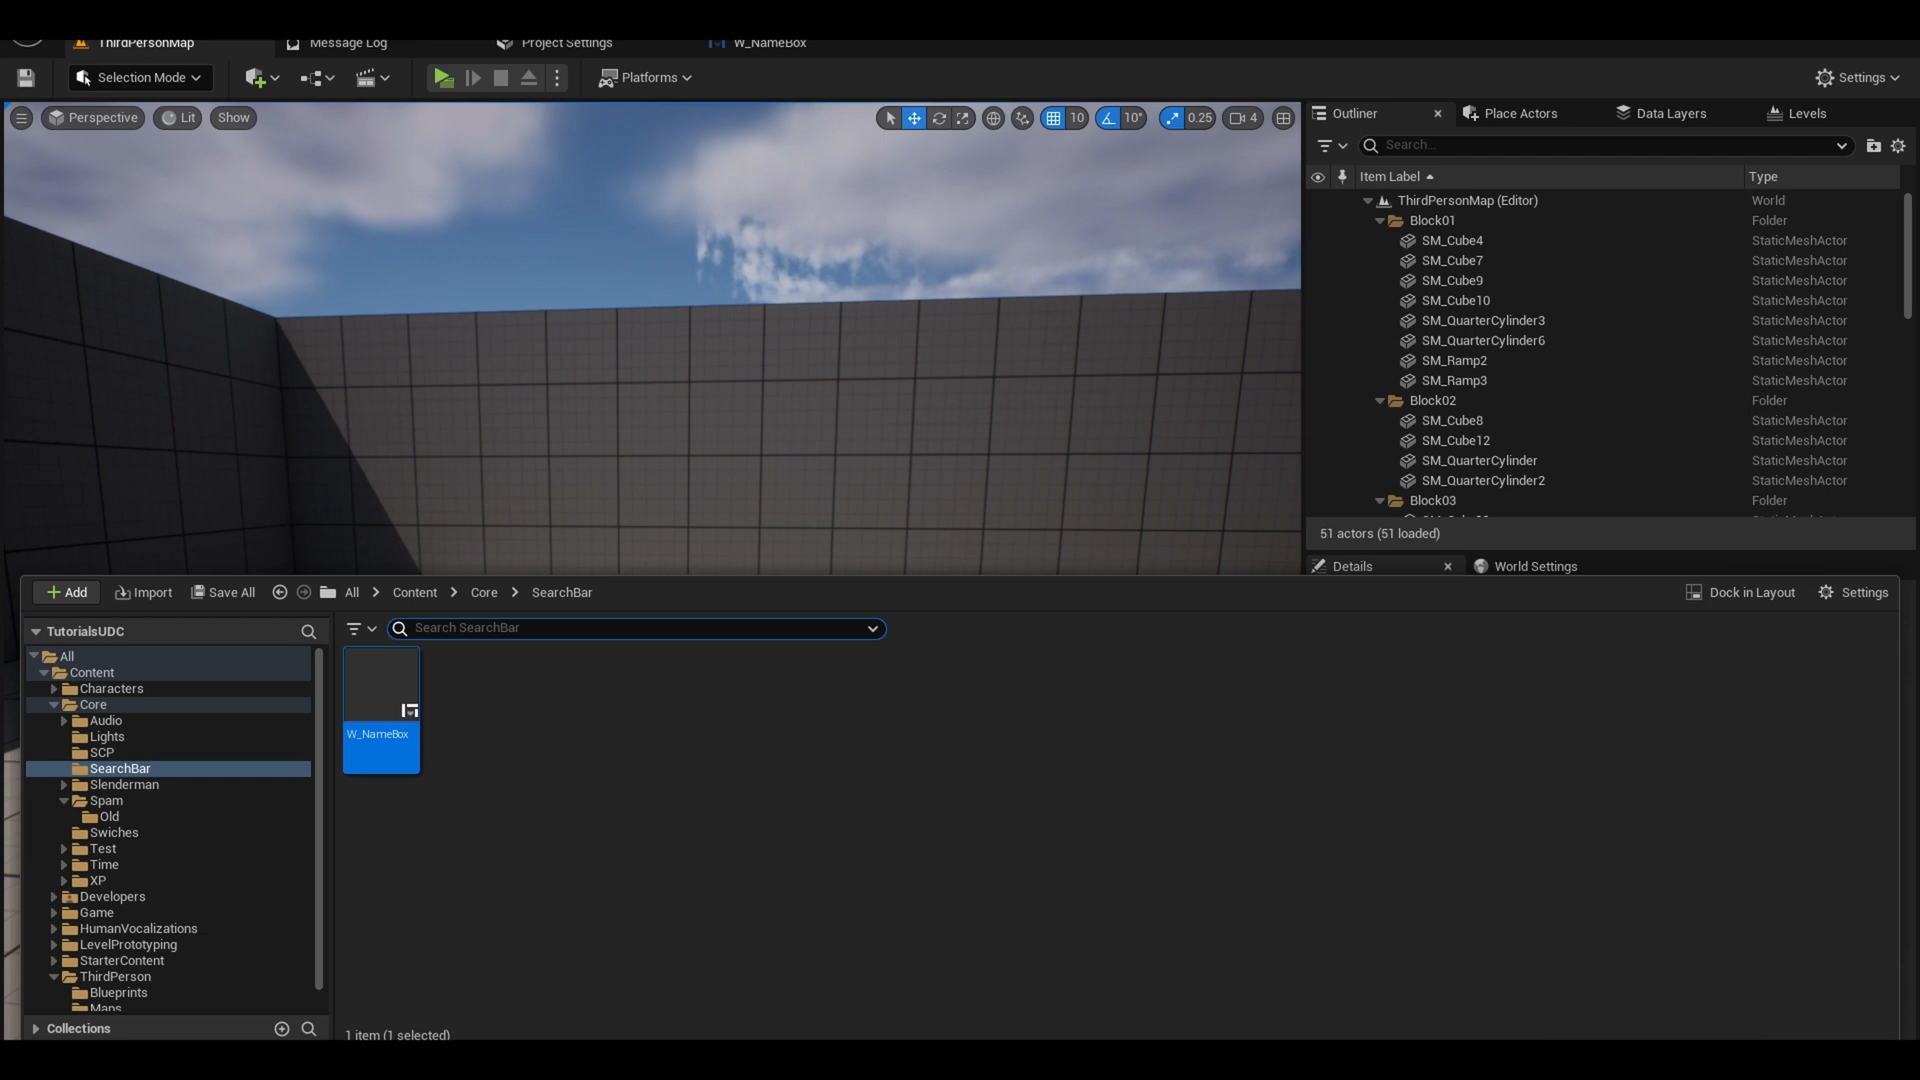 ThirdPersonMap
Message Log
Project Settings
W_NameBox
Selection Mode
Platforms
Settings
Perspective
Lit
Show
10
10°
0.25
4
Outliner
Place Actors
Data Layers
Levels
Search...
Item Label
Type
ThirdPersonMap (Editor) World
Block01 Folder
SM_Cube4 StaticMeshActor
SM_Cube7 StaticMeshActor
SM_Cube9 StaticMeshActor
SM_Cube10 StaticMeshActor
SM_QuarterCylinder3 StaticMeshActor
SM_QuarterCylinder6 StaticMeshActor
SM_Ramp2 StaticMeshActor
SM_Ramp3 StaticMeshActor
Block02 Folder
SM_Cube8 StaticMeshActor
SM_Cube12 StaticMeshActor
SM_QuarterCylinder StaticMeshActor
SM_QuarterCylinder2 StaticMeshActor
Block03 Folder
51 actors (51 loaded)
Details
World Settings
Add
Import
Save All
All
Content
Core
SearchBar
Dock in Layout
Settings
TutorialsUDC
Search SearchBar
All
Content
Characters
Core
Audio
Lights
SCP
SearchBar
Slenderman
Spam
Old
Swiches
Test
Time
XP
Developers
Game
HumanVocalizations
LevelPrototyping
StarterContent
ThirdPerson
Blueprints
Maps
W_NameBox
Collections
1 item (1 selected)